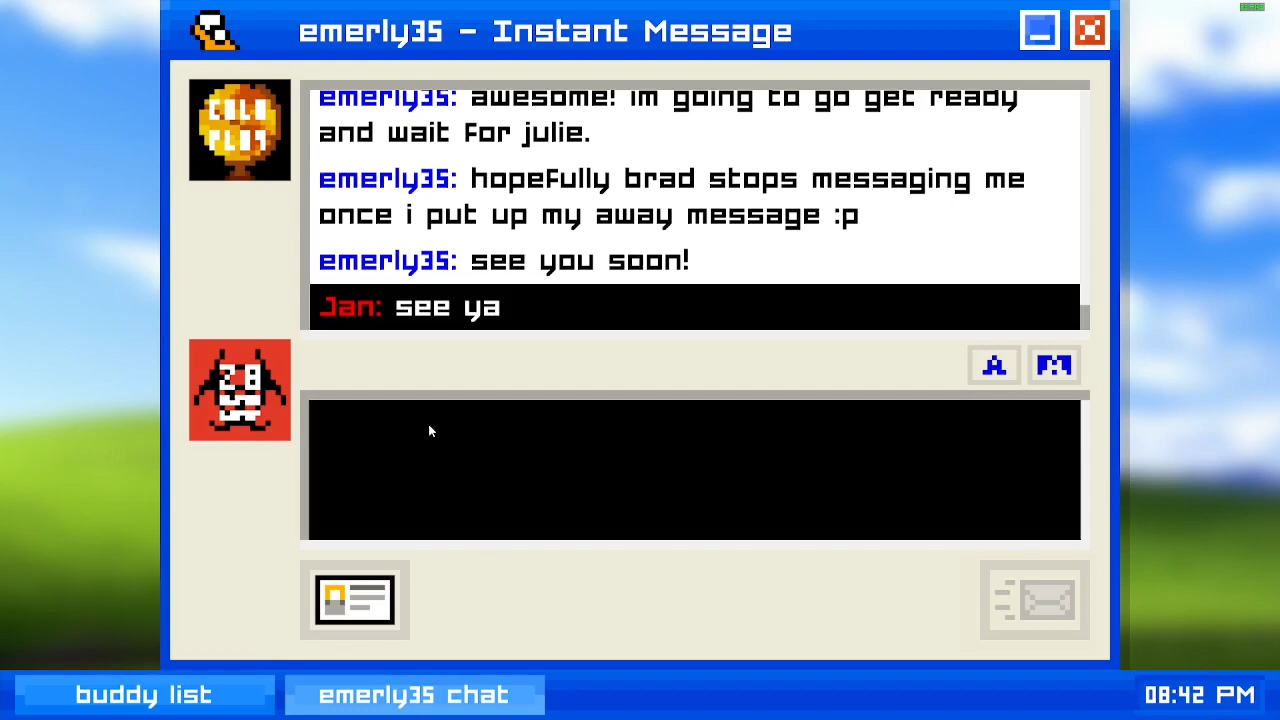 emerly35 - Instant Message
COLD
PLOT
emerly35: awesome! im going to go get ready
and wait for julie.
emerly35: hopefully brad stops messaging me
once i put up my away message :p
emerly35: see you soon!
Jan: see ya
A M
buddy list
emerly35 chat
08:42 PM